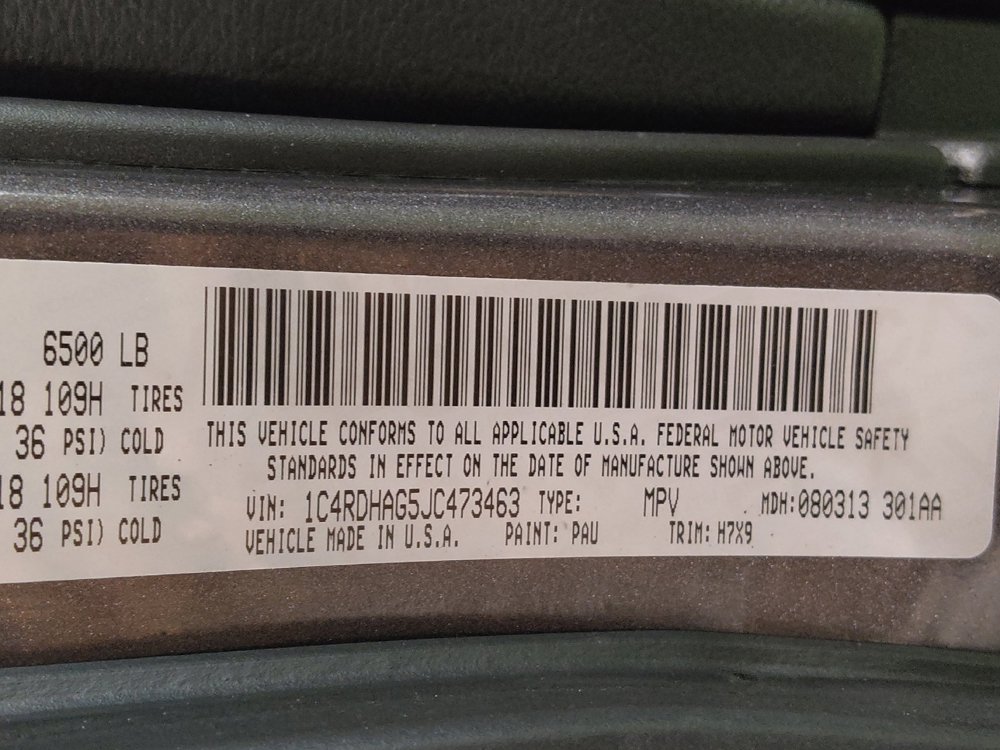 6500 LB
18 109H TIRES
36 PSI) COLD
18 109H TIRES
36 PSI) COLD
THIS VEHICLE CONFORMS TO ALL APPLICABLE U.S.A. FEDERAL MOTOR VEHICLE SAFETY
STANDARDS IN EFFECT ON THE DATE OF MANUFACTURE SHOWN ABOVE.
VIN: 1C4RDHAG5JC473463 TYPE: MPV MDH:080313 301AA
VEHICLE MADE IN U.S.A. PAINT: PAU TRIM: H7X9